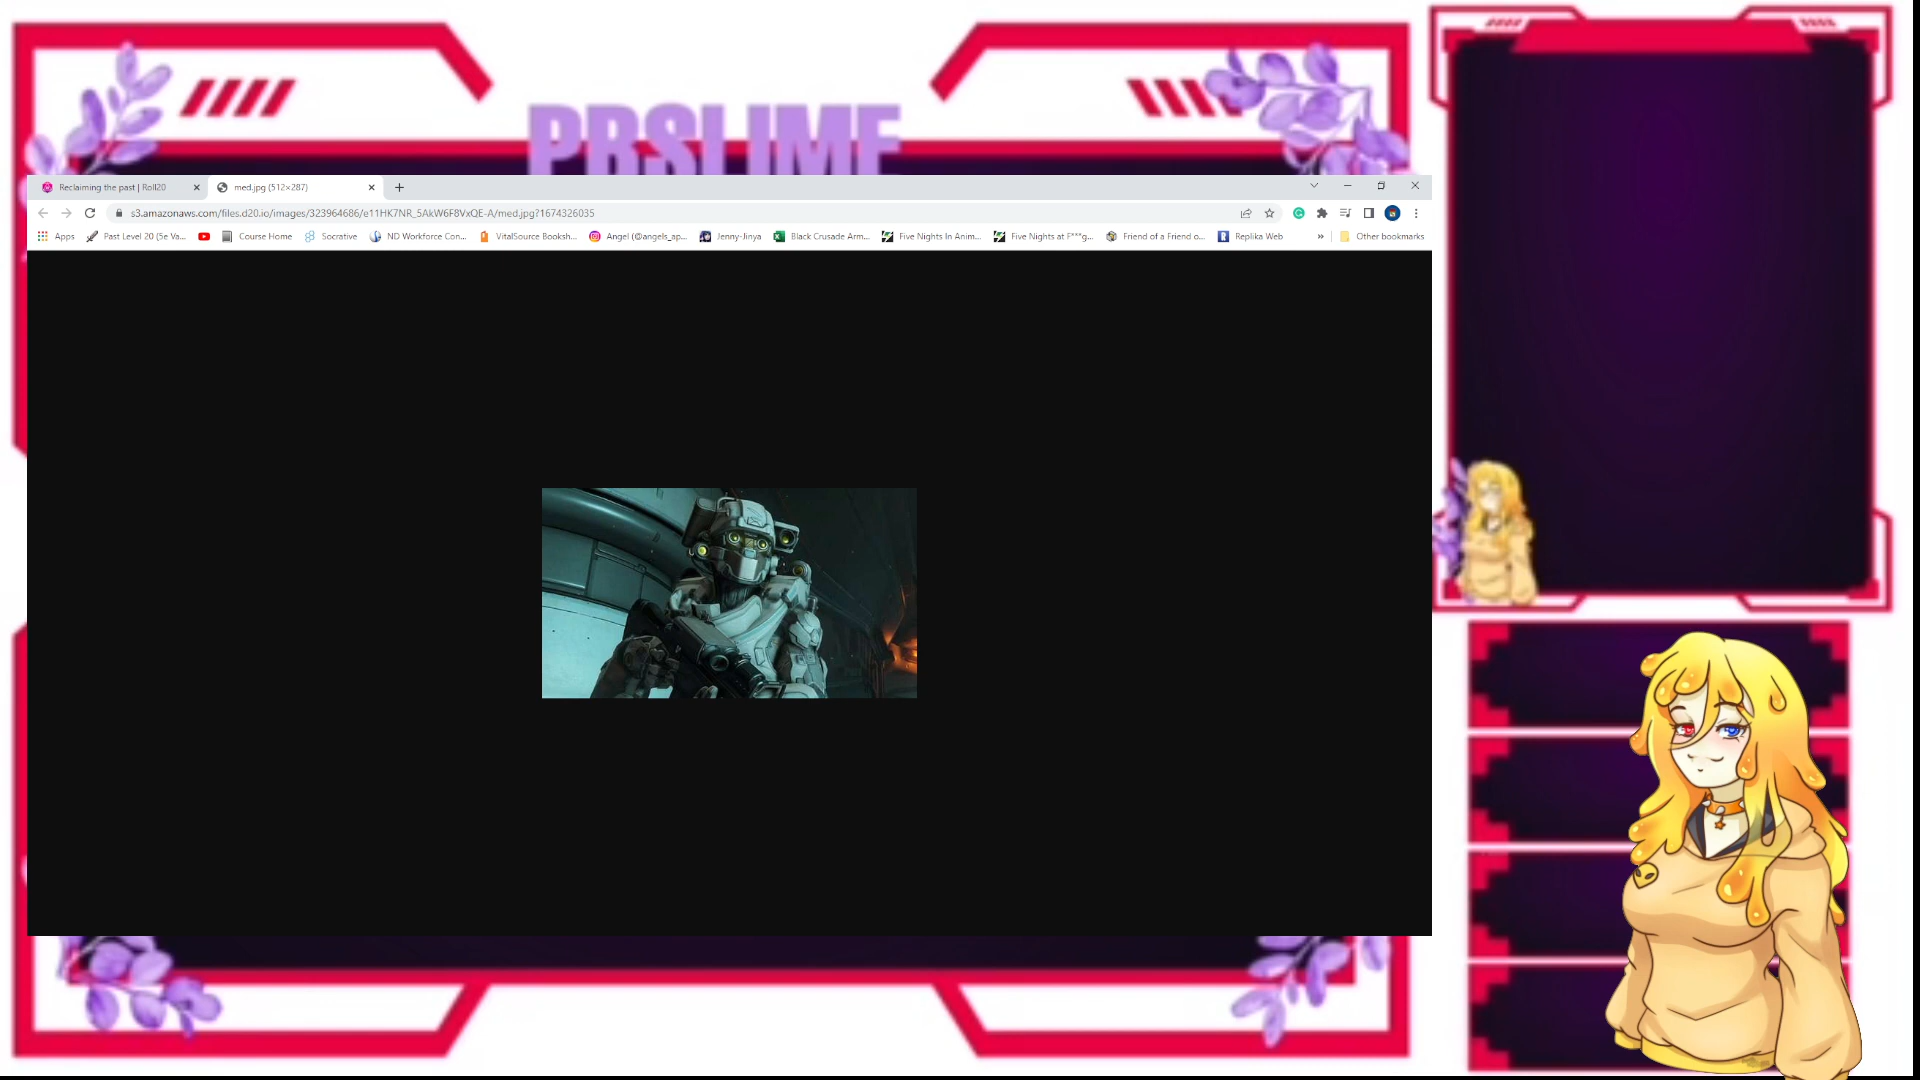 PBSLIME
Reclaiming the past | Roll20
med.jpg (512×287)
s3.amazonaws.com/files.d20.io/images/323964686/e11HK7NR_5AkW6F8VxQE-A/med.jpg?1674326035
Apps Past Level 20 (5e Va... Course Home Socrative ND Workforce Con... VitalSource Booksh... Angel (@angels_ap... Jenny-Jinya Black Crusade Arm... Five Nights In Anim... Five Nights at F***g... Friend of a Friend o... Replika Web » Other bookmarks